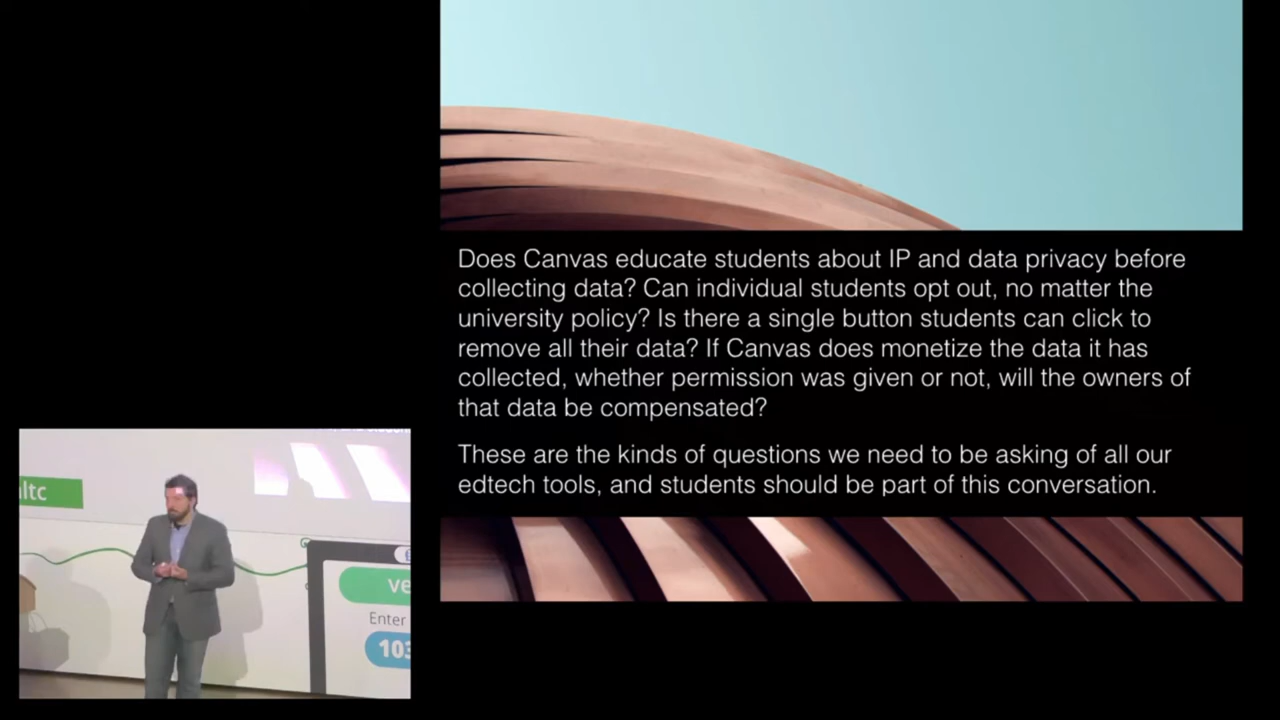 Does Canvas educate students about IP and data privacy before
collecting data? Can individual students opt out, no matter the
university policy? Is there a single button students can click to
remove all their data? If Canvas does monetize the data it has
collected, whether permission was given or not, will the owners of
that data be compensated?
These are the kinds of questions we need to be asking of all our
edtech tools, and students should be part of this conversation.
ltc
Enter
103